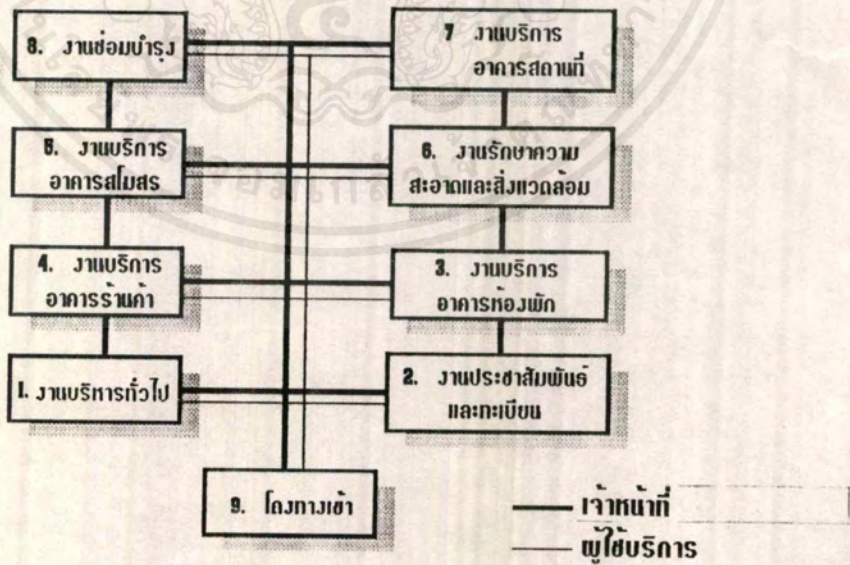 8. งานซ่อมบำรุง
7 งานบริการ
อาคารสถานที่
5. งานบริการ
อาคารสโมสร
6. งานรักษาความ
สะอาดและสิ่งแวดล้อม
4. งานบริการ
อาคารร้านค้า
3. งานบริการ
อาคารห้องพัก
1. งานบริหารทั่วไป
2. งานประชาสัมพันธ์
และทะเบียน
9. โถงทางเข้า
เจ้าหน้าที่
ผู้ใช้บริการ